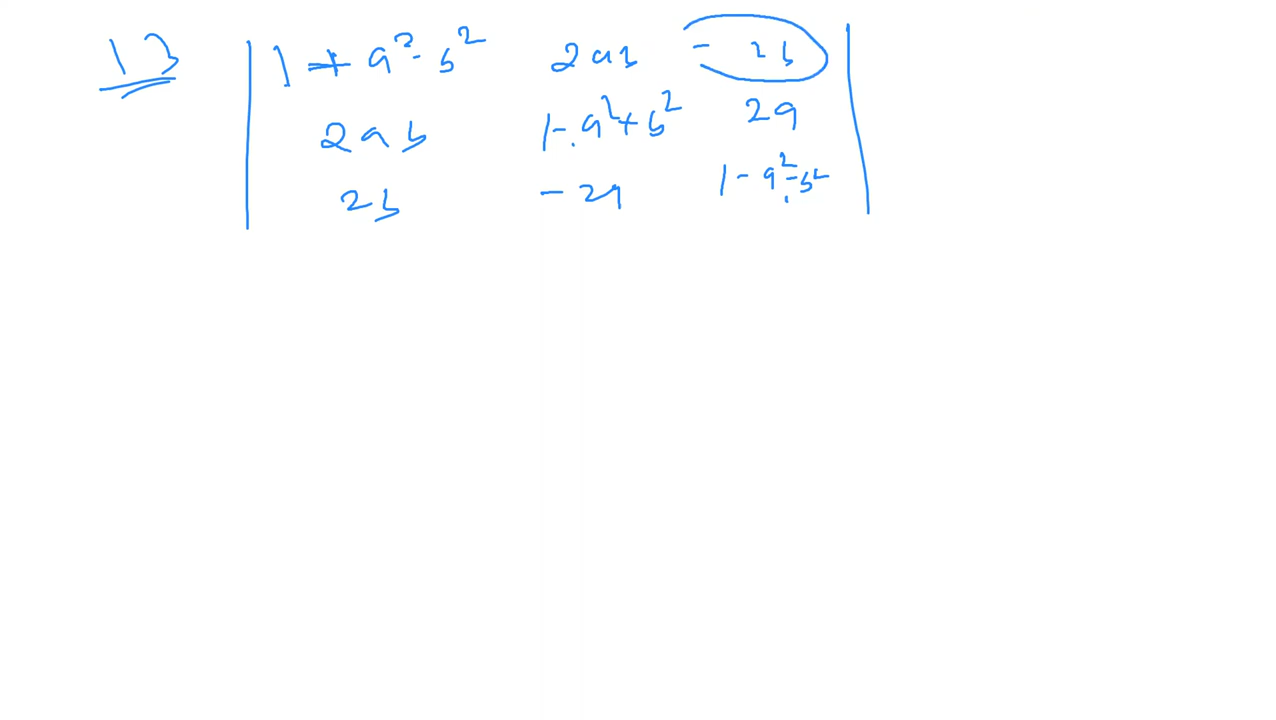 13 | 1 + a² - b² 2ab - 2b |
2ab 1 - a² + b² 2a
2b - 2a 1 - a² - b²